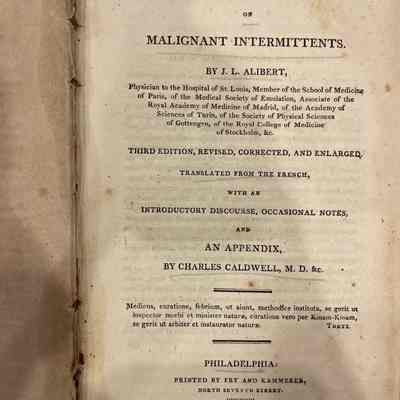 ON
MALIGNANT INTERMITTENTS.
BY J. L. ALIBERT,
Physician to the Hospital of St. Louis, Member of the School of Medicine
of Paris, of the Medical Society of Emulation, Associate of the
Royal Academy of Medicine of Madrid, of the Academy of
Sciences of Turin, of the Society of Physical Sciences
of Gottengen, of the Royal College of Medicine
of Stockholm, &c.
THIRD EDITION, REVISED, CORRECTED, AND ENLARGED,
TRANSLATED FROM THE FRENCH,
WITH AN
INTRODUCTORY DISCOURSE, OCCASIONAL NOTES,
AND
AN APPENDIX,
BY CHARLES CALDWELL, M. D. &c.
Medicus, curatione, febrium, ut aiunt, methodice instituta, se gerit ut
inspector morbi et minister naturæ, curatione vero per Kinam-Kinam,
se gerit ut arbiter et instaurator naturæ. TORTI.
PHILADELPHIA:
PRINTED BY FRY AND KAMMERER,
NORTH SEVENTH STREET.